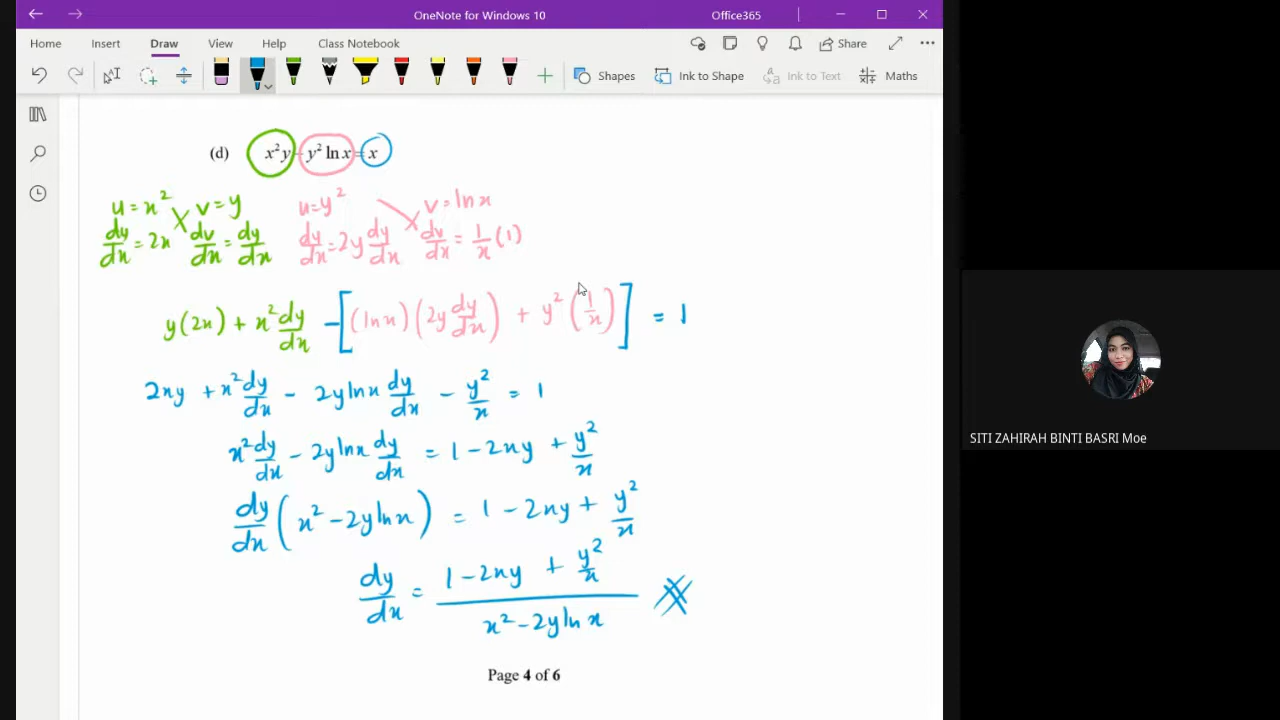 OneNote for Windows 10 Office365
Home Insert Draw View Help Class Notebook Share
Shapes Ink to Shape Ink to Text Maths
(d) x²y - y² ln x = x
u = x² v = y u = y² v = ln x
du/dx = 2x dv/dx = dy/dx dy/dx = 2y dy/dx dv/dx = 1/x (1)
y(2x) + x² dy/dx - [(ln x)(2y dy/dx) + y² (1/x)] = 1
2xy + x² dy/dx - 2y ln x dy/dx - y²/x = 1
x² dy/dx - 2y ln x dy/dx = 1 - 2xy + y²/x
dy/dx (x² - 2y ln x) = 1 - 2xy + y²/x
dy/dx = (1 - 2xy + y²/x) / (x² - 2y ln x)
Page 4 of 6
SITI ZAHIRAH BINTI BASRI Moe